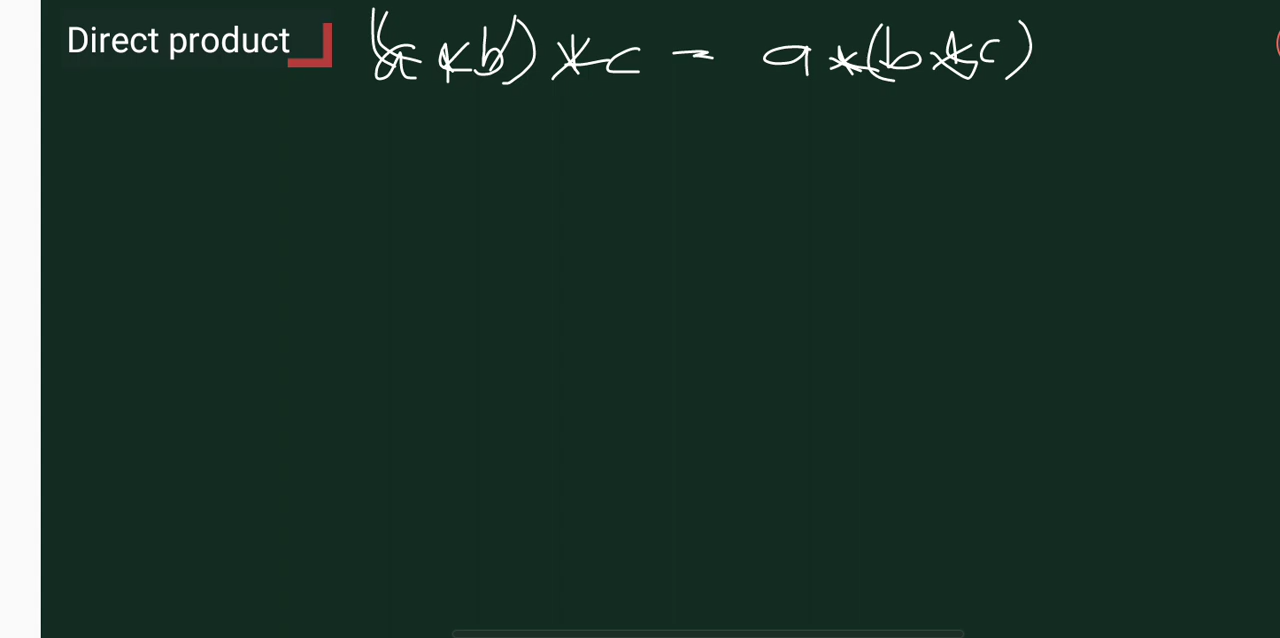 Direct product (a * b) * c = a * (b * c)